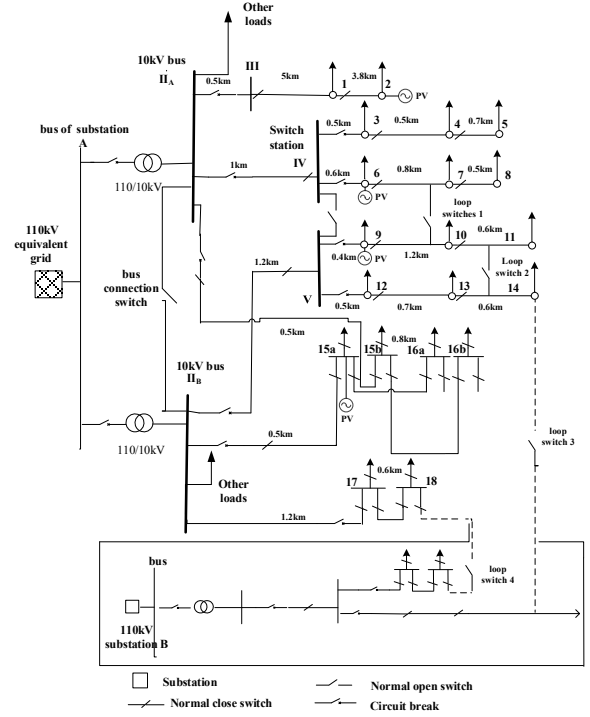 Other
loads
10kV bus
II_A
III
0.5km
5km
1
3.8km
2
PV
bus of substation
A
Switch
station
IV
0.5km
3
0.5km
4
0.7km
5
1km
0.6km
6
0.8km
7
0.5km
8
PV
110/10kV
loop
switches 1
110kV
equivalent
grid
bus
connection
switch
1.2km
9
0.4km
PV
1.2km
10
0.6km
11
Loop
switch 2
V
0.5km
12
0.7km
13
0.6km
14
0.5km
15a
15b
0.8km
16a
16b
10kV bus
II_B
PV
110/10kV
0.5km
loop
switch 3
Other
loads
17
0.6km
18
1.2km
bus
loop
switch 4
110kV
substation B
Substation
Normal open switch
Normal close switch
Circuit break